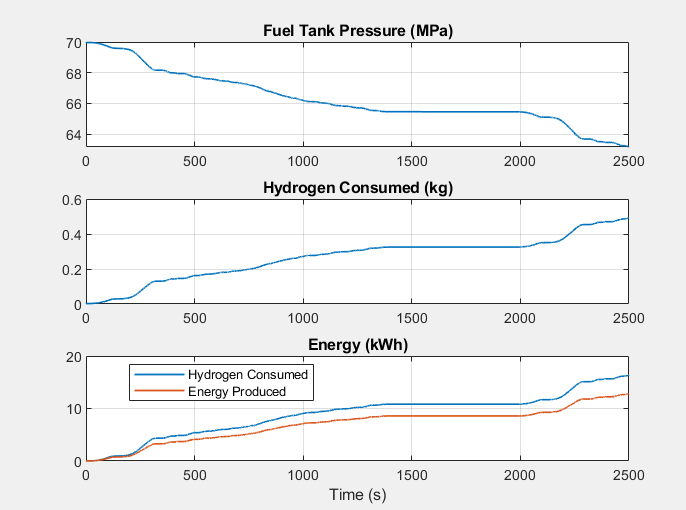 Fuel Tank Pressure (MPa)
70
68
66
64
0 500 1000 1500 2000 2500
Hydrogen Consumed (kg)
0.6
0.4
0.2
0
0 500 1000 1500 2000 2500
Energy (kWh)
20
Hydrogen Consumed
Energy Produced
10
0
0 500 1000 1500 2000 2500
Time (s)